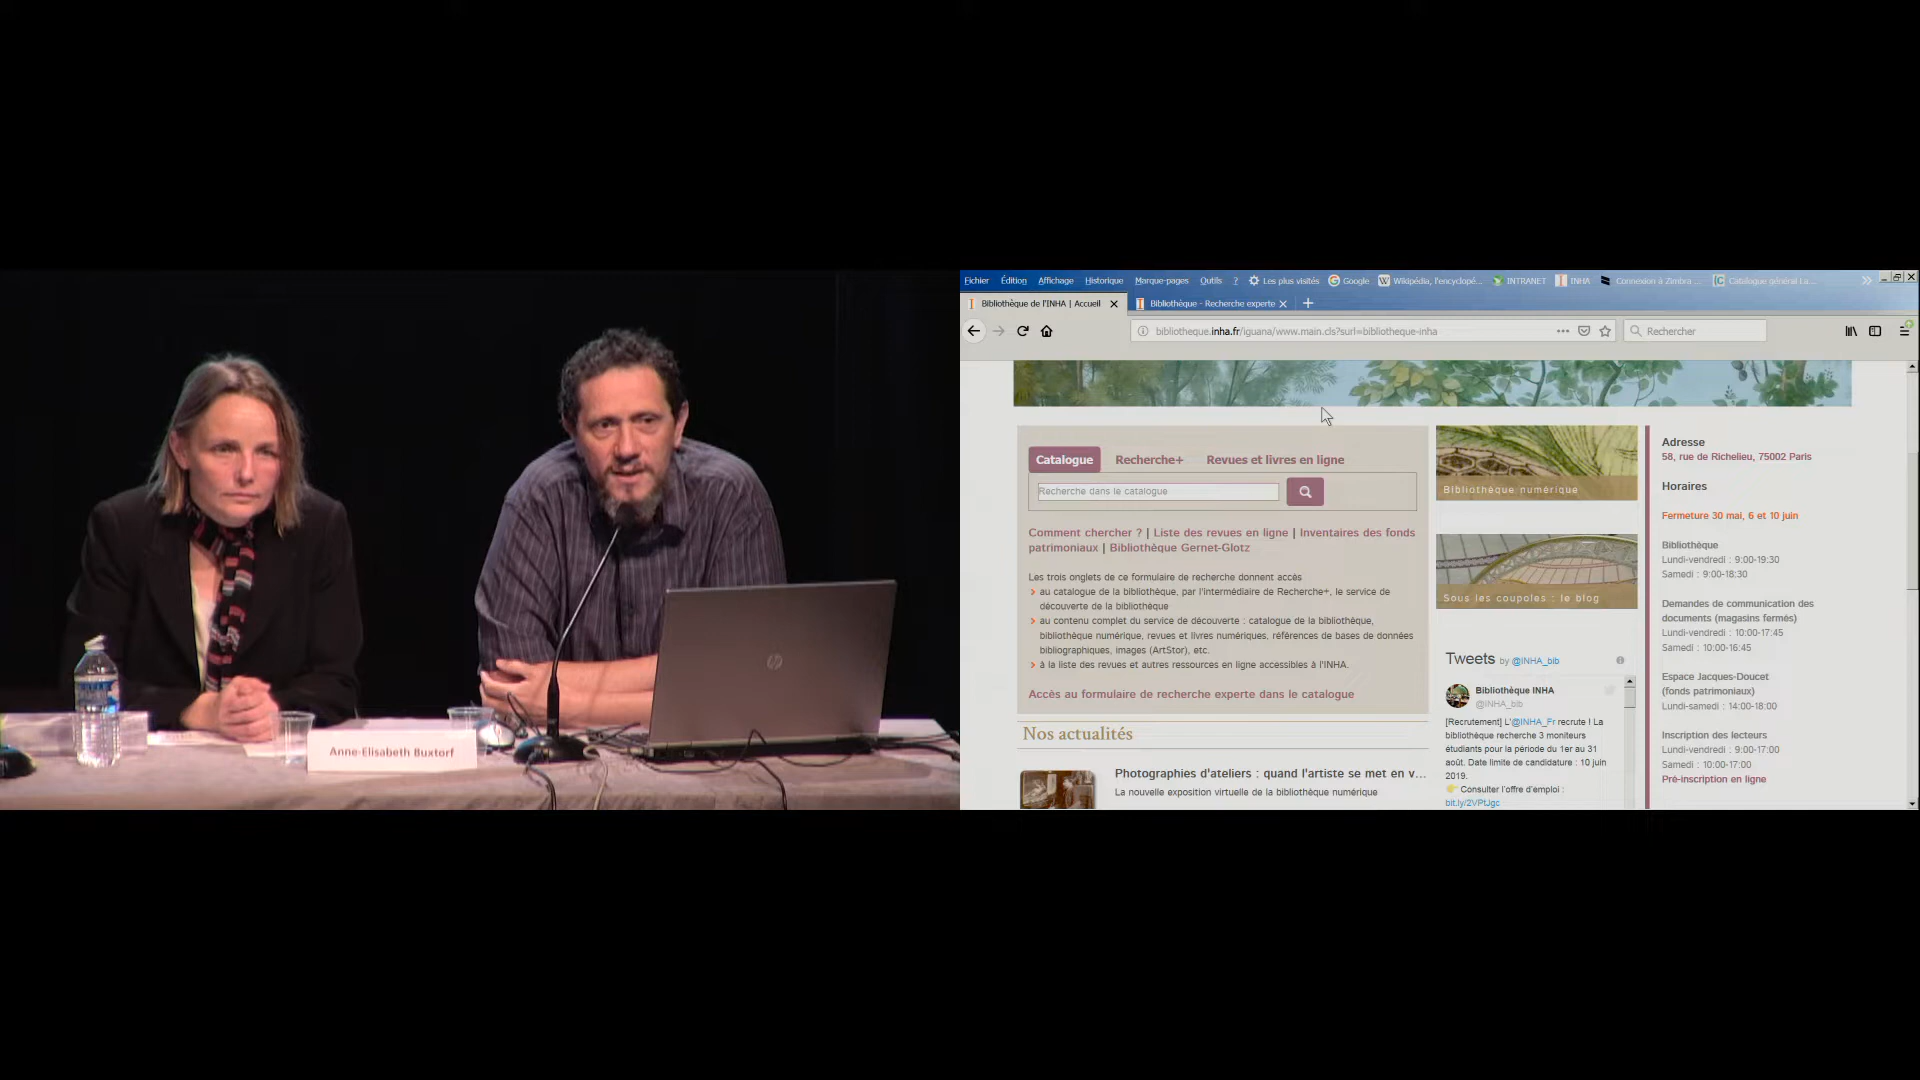 Anne-Elisabeth Buxtorf
hp
Fichier Édition Affichage Historique Marque-pages Outils ? Les plus visités Google Wikipédia, l'encyclopé... INTRANET INHA Connexion à Zimbra ... Catalogue général La...
Bibliothèque de l'INHA | Accueil
Bibliothèque - Recherche experte
bibliotheque.inha.fr/iguana/www.main.cls?surl=bibliotheque-inha
Rechercher
Catalogue Recherche+ Revues et livres en ligne
Recherche dans le catalogue
Comment chercher ? | Liste des revues en ligne | Inventaires des fonds
patrimoniaux | Bibliothèque Gernet-Glotz
Les trois onglets de ce formulaire de recherche donnent accès
au catalogue de la bibliothèque, par l'intermédiaire de Recherche+, le service de
découverte de la bibliothèque
au contenu complet du service de découverte : catalogue de la bibliothèque,
bibliothèque numérique, revues et livres numériques, références de bases de données
bibliographiques, images (ArtStor), etc.
à la liste des revues et autres ressources en ligne accessibles à l'INHA.
Accès au formulaire de recherche experte dans le catalogue
Nos actualités
Photographies d'ateliers : quand l'artiste se met en v...
La nouvelle exposition virtuelle de la bibliothèque numérique
Bibliothèque numérique
Sous les coupoles : le blog
Tweets by @INHA_bib
Bibliothèque INHA
@INHA_bib
[Recrutement] L'@INHA_Fr recrute ! La
bibliothèque recherche 3 moniteurs
étudiants pour la période du 1er au 31
août. Date limite de candidature : 10 juin
2019.
👉 Consulter l'offre d'emploi :
bit.ly/2VPtJgc
Adresse
58, rue de Richelieu, 75002 Paris
Horaires
Fermeture 30 mai, 6 et 10 juin
Bibliothèque
Lundi-vendredi : 9:00-19:30
Samedi : 9:00-18:30
Demandes de communication des
documents (magasins fermés)
Lundi-vendredi : 10:00-17:45
Samedi : 10:00-16:45
Espace Jacques-Doucet
(fonds patrimoniaux)
Lundi-samedi : 14:00-18:00
Inscription des lecteurs
Lundi-vendredi : 9:00-17:00
Samedi : 10:00-17:00
Pré-inscription en ligne